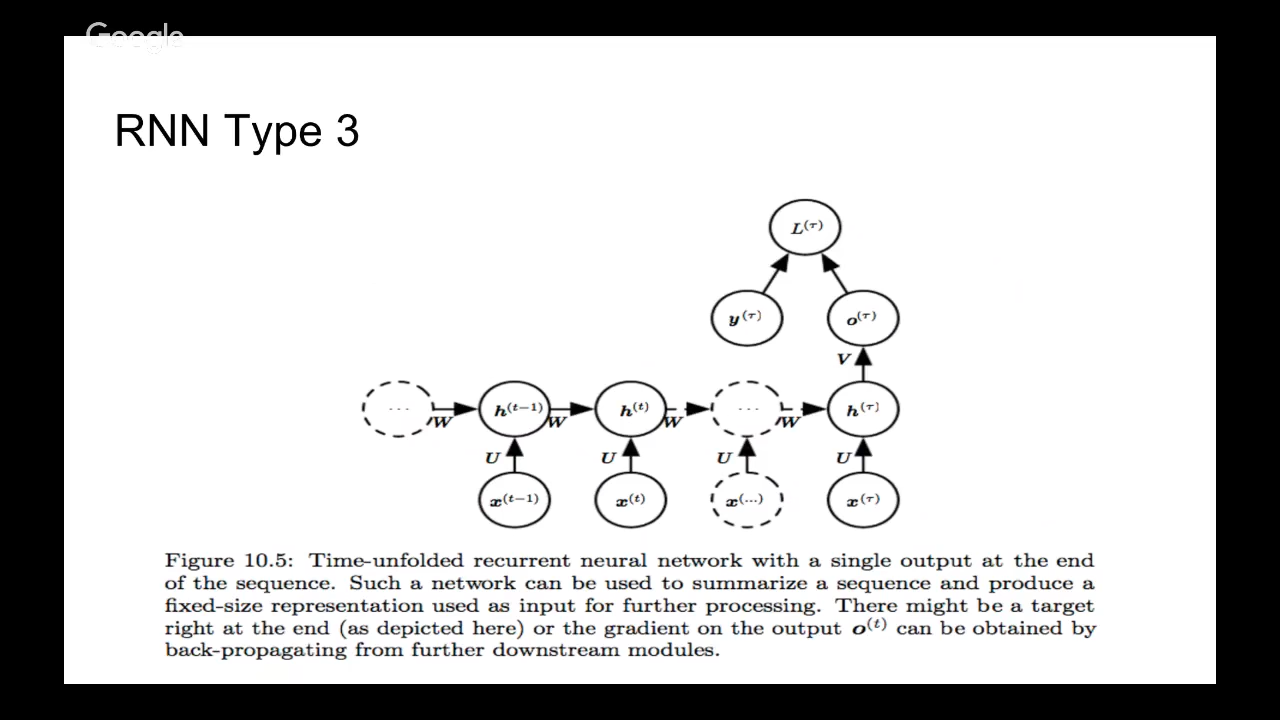 Google
RNN Type 3
L(τ)
y(τ) o(τ)
V
... h(t−1) h(t) ... h(τ)
W W W W
U U U U
x(t−1) x(t) x(...) x(τ)
Figure 10.5: Time-unfolded recurrent neural network with a single output at the end
of the sequence. Such a network can be used to summarize a sequence and produce a
fixed-size representation used as input for further processing. There might be a target
right at the end (as depicted here) or the gradient on the output o(t) can be obtained by
back-propagating from further downstream modules.